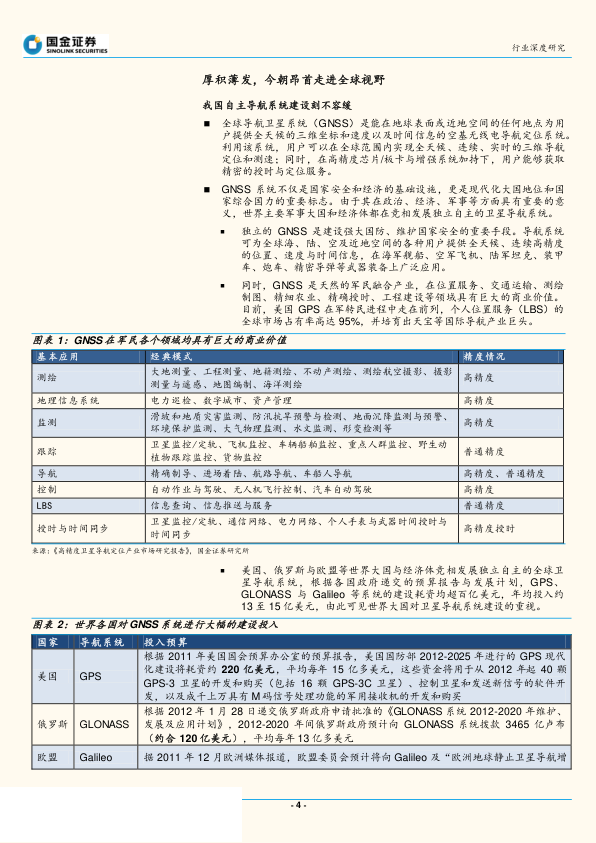 国金证券
SINOLINK SECURITIES
行业深度研究
厚积薄发，今朝昂首走进全球视野
我国自主导航系统建设刻不容缓
■ 全球导航卫星系统（GNSS）是能在地球表面或近地空间的任何地点为用
户提供全天候的三维坐标和速度以及时间信息的空基无线电导航定位系统。
利用该系统，用户可以在全球范围内实现全天候、连续、实时的三维导航
定位和测速；同时，在高精度芯片/板卡与增强系统加持下，用户能够获取
精密的授时与定位服务。
■ GNSS 系统不仅是国家安全和经济的基础设施，更是现代化大国地位和国
家综合国力的重要标志。由于其在政治、经济、军事等方面具有重要的意
义，世界主要军事大国和经济体都在竞相发展独立自主的卫星导航系统。
■ 独立的 GNSS 是建设强大国防、维护国家安全的重要手段。导航系统
可为全球海、陆、空及近地空间的各种用户提供全天候、连续高精度
的位置、速度与时间信息，在海军舰船、空军飞机、陆军坦克、装甲
车、炮车、精密导弹等武器装备上广泛应用。
■ 同时，GNSS 是天然的军民融合产业，在位置服务、交通运输、测绘
制图、精细农业、精确授时、工程建设等领域具有巨大的商业价值。
目前，美国 GPS 在军转民进程中走在前列，个人位置服务（LBS）的
全球市场占有率高达 95%，并培育出天宝等国际导航产业巨头。
图表 1：GNSS在军民各个领域均具有巨大的商业价值
基本应用 经典模式 精度情况
测绘 大地测量、工程测量、地籍测绘、不动产测绘、测绘航空摄影、摄影
测量与遥感、地图编制、海洋测绘 高精度
地理信息系统 电力巡检、数字城市、资产管理 高精度
监测 滑坡和地质灾害监测、防汛抗旱预警与检测、地面沉降监测与预警、
环境保护监测、大气物理监测、水文监测、形变检测等 高精度
跟踪 卫星监控/定轨、飞机监控、车辆船舶监控、重点人群监控、野生动
植物跟踪监控、货物监控 普通精度
导航 精确制导、进场着陆、航路导航、车船人导航 高精度、普通精度
控制 自动作业与驾驶、无人机飞行控制、汽车自动驾驶 高精度
LBS 信息查询、信息推送与服务 普通精度
授时与时间同步 卫星监控/定轨、通信网络、电力网络、个人手表与武器时间授时与
时间同步 高精度授时
来源：《高精度卫星导航定位产业市场研究报告》，国金证券研究所
■ 美国、俄罗斯与欧盟等世界大国与经济体竞相发展独立自主的全球卫
星导航系统，根据各国政府递交的预算报告与发展计划，GPS、
GLONASS 与 Galileo 等系统的建设耗资均超百亿美元，年均投入约
13 至 15 亿美元，由此可见世界大国对卫星导航系统建设的重视。
图表 2：世界各国对GNSS系统进行大幅的建设投入
国家 导航系统 投入预算
美国 GPS 根据 2011 年美国国会预算办公室的预算报告，美国国防部 2012-2025 年进行的 GPS 现代
化建设将耗资约 220 亿美元，平均每年 15 亿多美元，这些资金将用于从 2012 年起 40 颗
GPS-3 卫星的开发和购买（包括 16 颗 GPS-3C 卫星）、控制卫星和发送新信号的软件开
发，以及成千上万具有 M码信号处理功能的军用接收机的开发和购买
俄罗斯 GLONASS 根据 2012 年 1 月 28 日递交俄罗斯政府申请批准的《GLONASS 系统 2012-2020 年维护、
发展及应用计划》，2012-2020 年间俄罗斯政府预计向 GLONASS 系统拨款 3465 亿卢布
（约合 120亿美元），平均每年 13 亿多美元
欧盟 Galileo 据 2011 年 12 月欧洲媒体报道，欧盟委员会预计将向 Galileo 及“欧洲地球静止卫星导航增
- 4 -